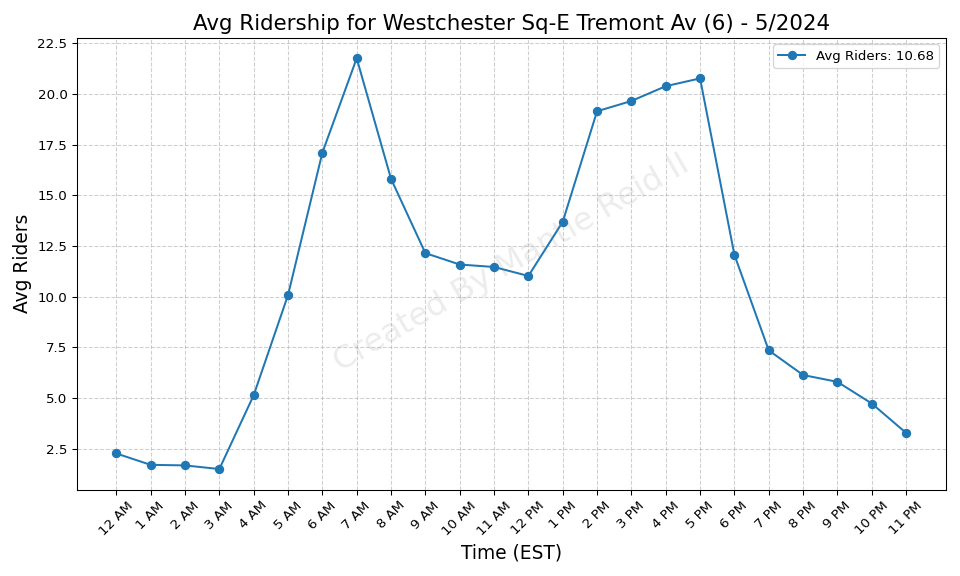 Avg Ridership for Westchester Sq-E Tremont Av (6) - 5/2024
Avg Riders: 10.68
22.5
20.0
17.5
15.0
12.5
10.0
7.5
5.0
2.5
Avg Riders
Created By Mantle Reid II
12 AM
1 AM
2 AM
3 AM
4 AM
5 AM
6 AM
7 AM
8 AM
9 AM
10 AM
11 AM
12 PM
1 PM
2 PM
3 PM
4 PM
5 PM
6 PM
7 PM
8 PM
9 PM
10 PM
11 PM
Time (EST)